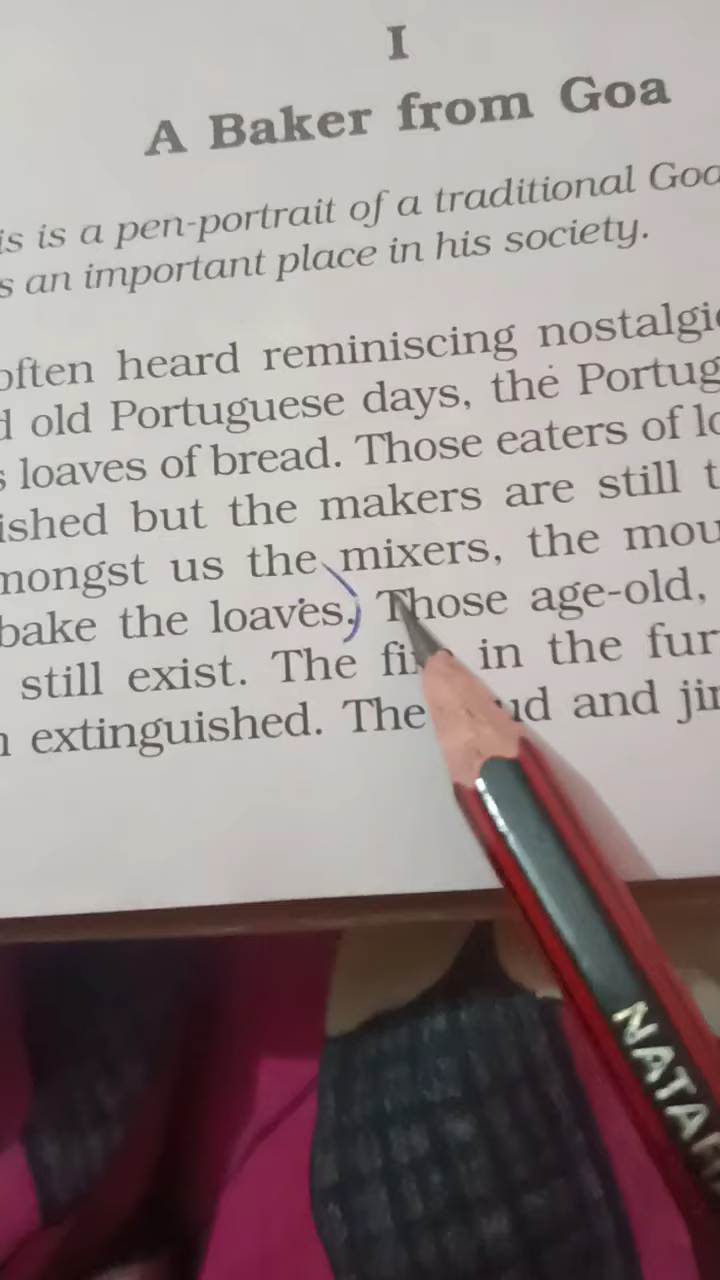 I
A Baker from Goa
is is a pen-portrait of a traditional Goa
s an important place in his society.
often heard reminiscing nostalgic
d old Portuguese days, the Portug
s loaves of bread. Those eaters of lo
ished but the makers are still t
mongst us the mixers, the mou
bake the loaves. Those age-old,
still exist. The in the fur
n extinguished. The and jin
NATA